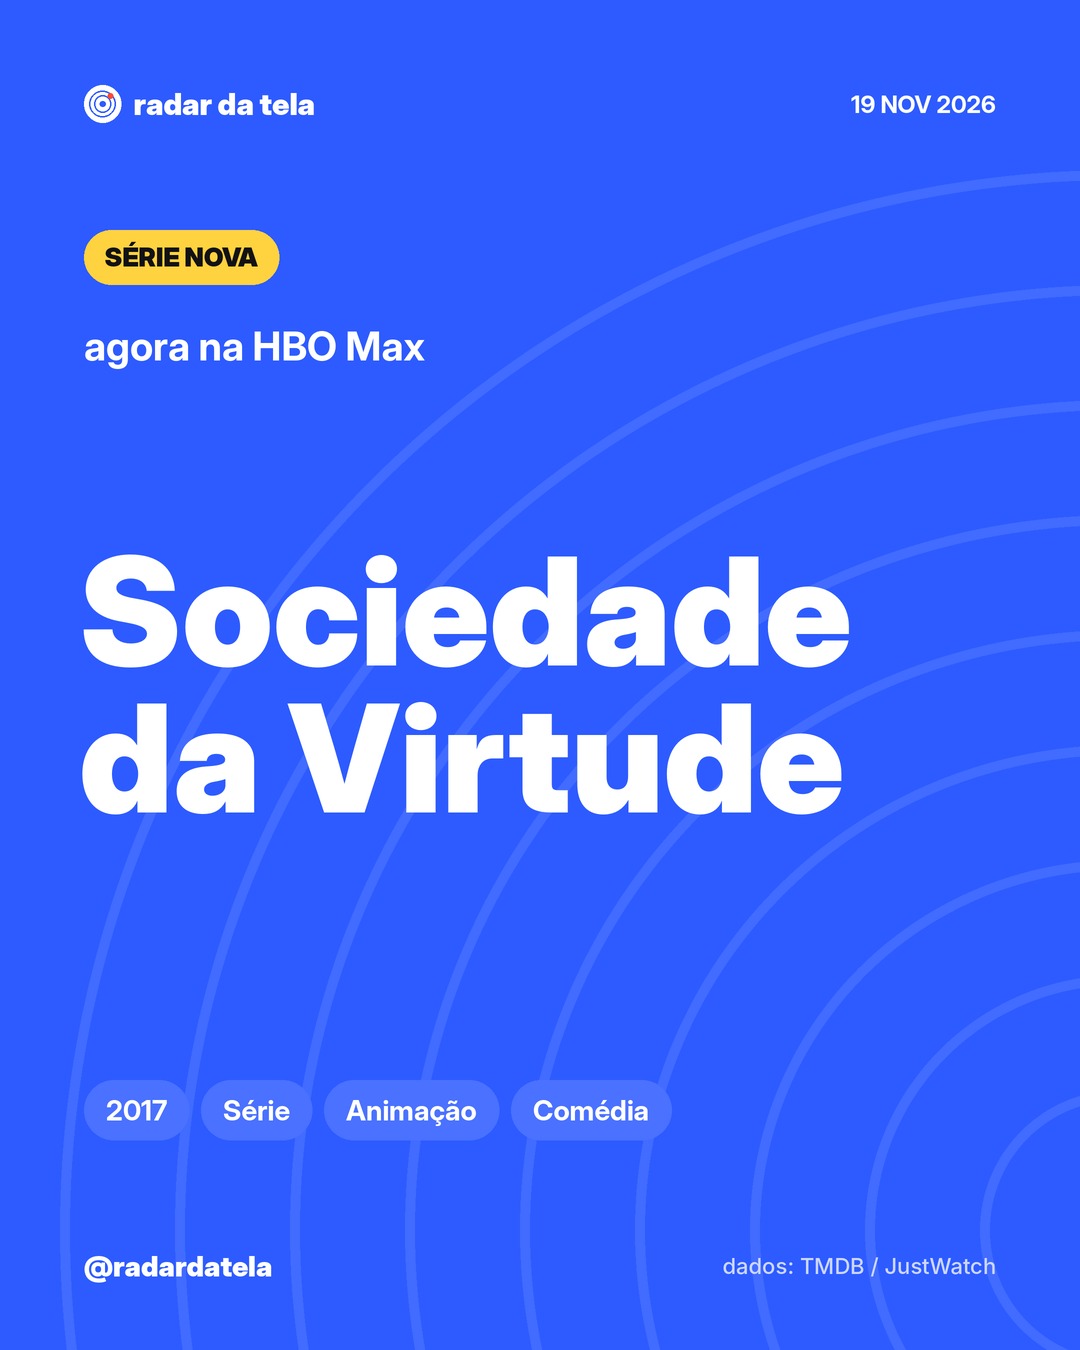 radar da tela
19 NOV 2026
SÉRIE NOVA
agora na HBO Max
Sociedade
da Virtude
2017
Série
Animação
Comédia
@radardatela
dados: TMDB / JustWatch